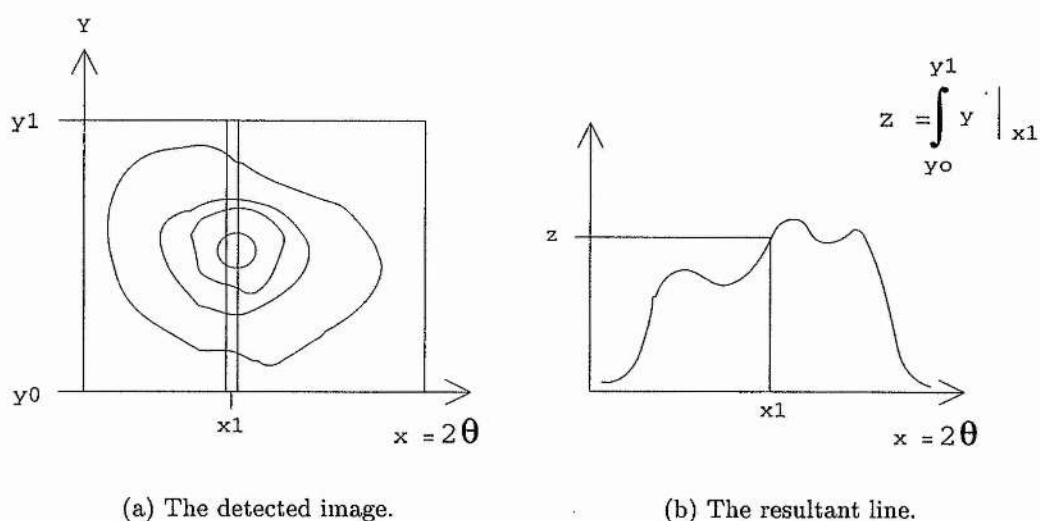 Y
y1
y0
x1
x = 2θ
(a) The detected image.
y1
z = ∫ y | x1
yo
z
x1
x = 2θ
(b) The resultant line.